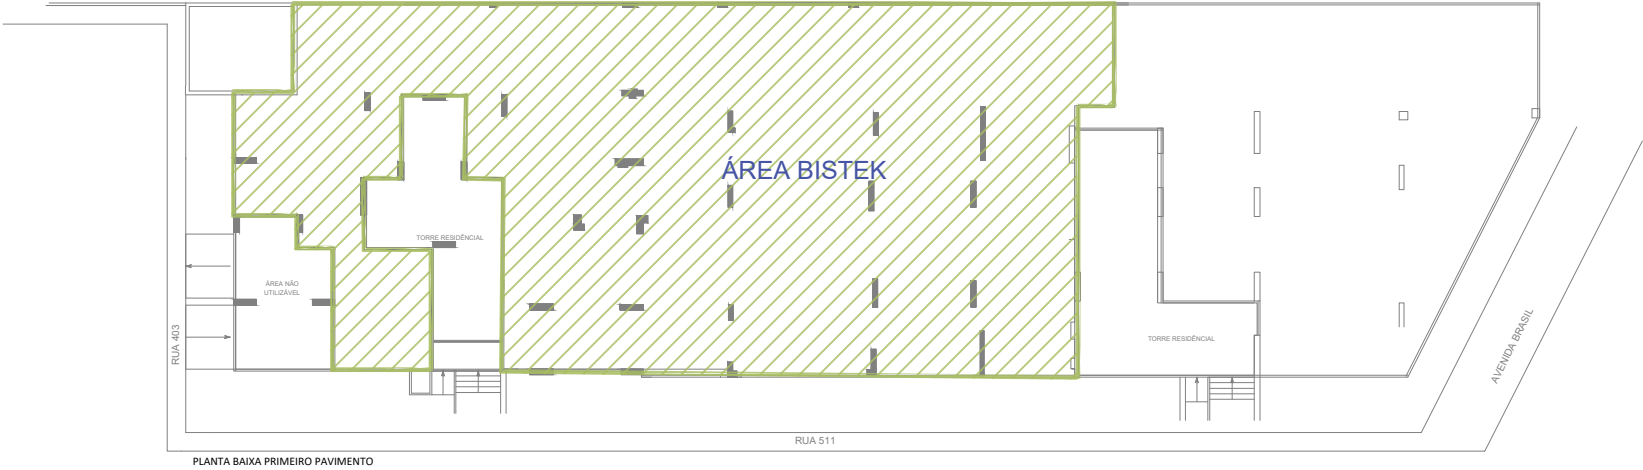 ÁREA BISTEK
TORRE RESIDÊNCIAL
ÁREA NÃO
UTILIZÁVEL
RUA 403
TORRE RESIDÊNCIAL
AVENIDA BRASIL
RUA 511
PLANTA BAIXA PRIMEIRO PAVIMENTO